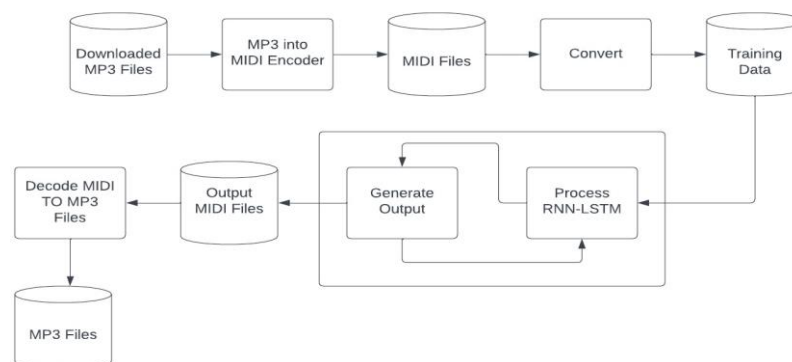 Downloaded
MP3 Files
MP3 into
MIDI Encoder
MIDI Files
Convert
Training
Data
Decode MIDI
TO MP3
Files
Output
MIDI Files
Generate
Output
Process
RNN-LSTM
MP3 Files